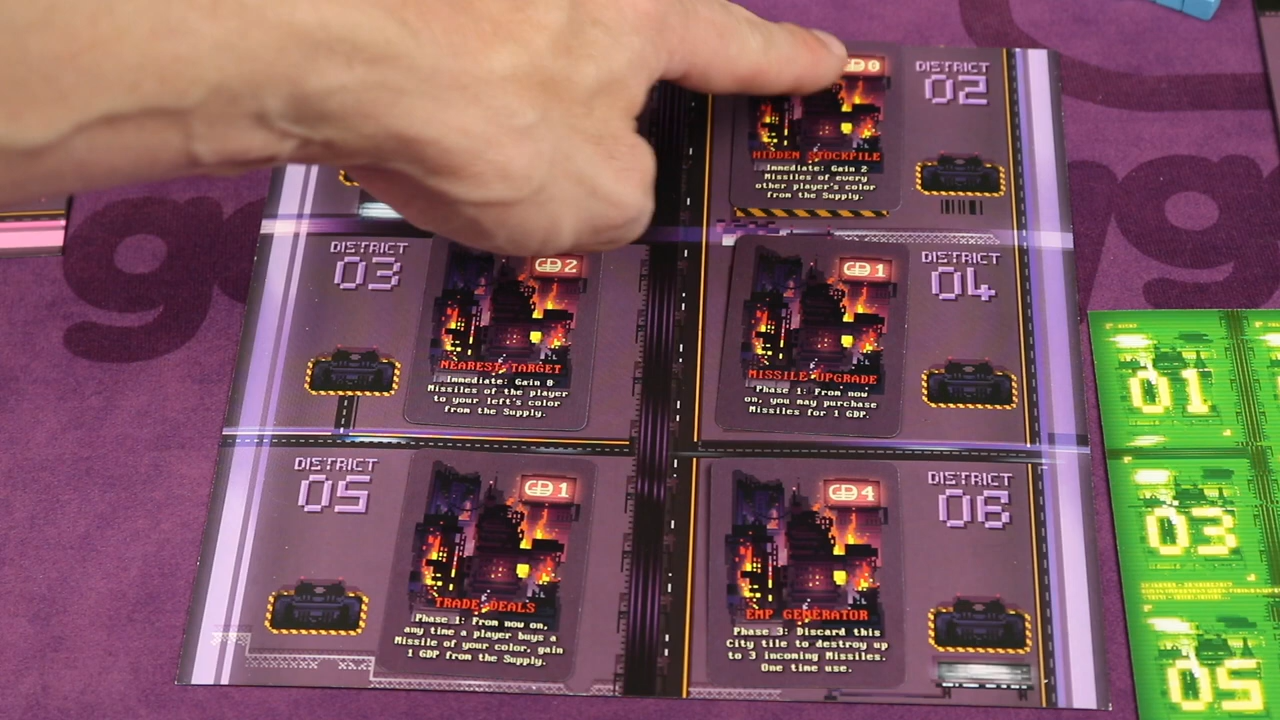 0
DISTRICT
02
HIDDEN STOCKPILE
Immediate: Gain 2
Missiles of every
other player's color
from the Supply.
DISTRICT
03
2
NEAREST TARGET
Immediate: Gain 8
Missiles of the player
to your left's color
from the Supply.
1
MISSILE UPGRADE
Phase 1: From now
on, you may purchase
Missiles for 1 GDP.
DISTRICT
04
DISTRICT
05
1
TRADE DEALS
Phase 1: From now on,
any time a player buys a
Missile of your color, gain
1 GDP from the Supply.
4
EMP GENERATOR
Phase 3: Discard this
City tile to destroy up
to 3 incoming Missiles.
One time use.
DISTRICT
06
01
03
05